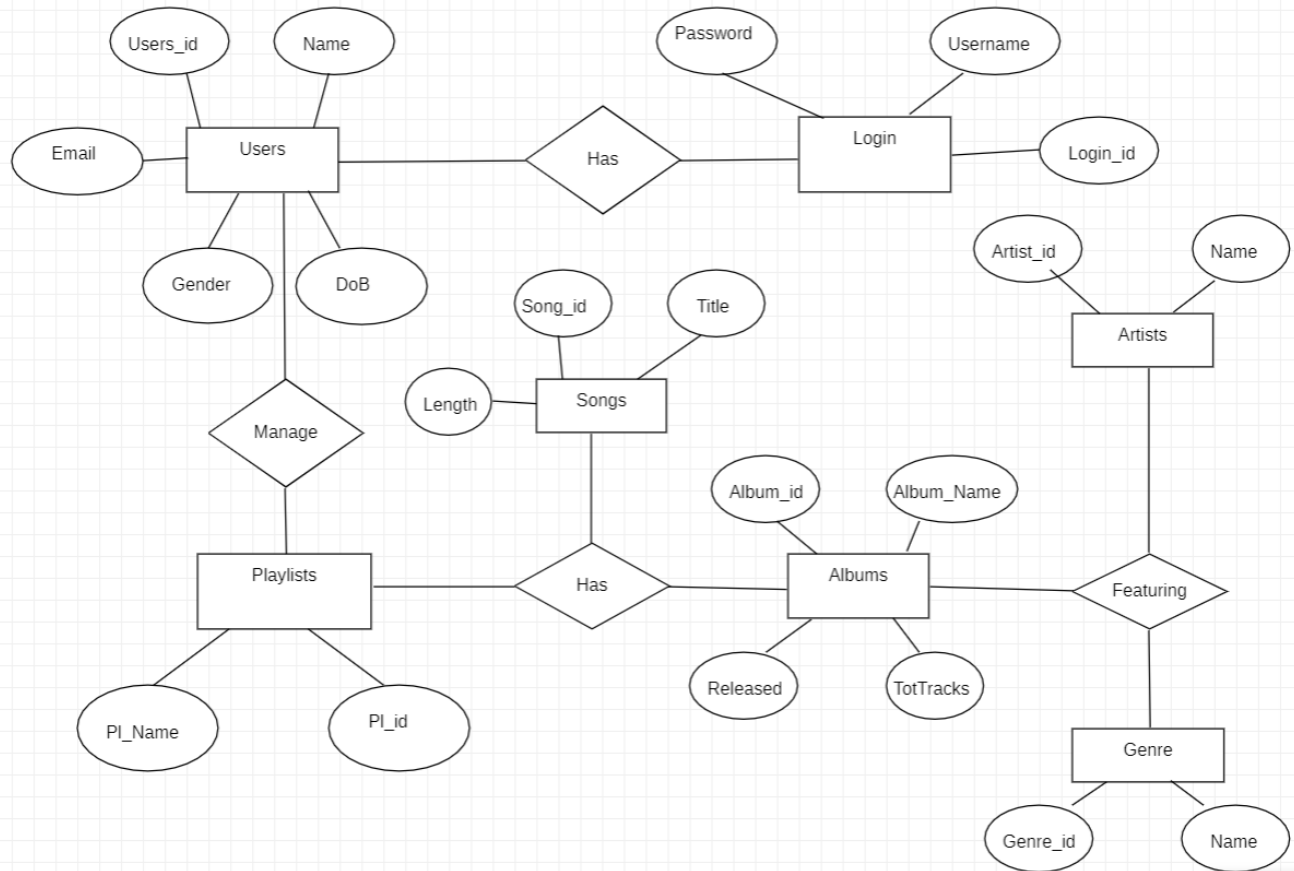 Users_id
Name
Password
Username
Email
Users
Has
Login
Login_id
Gender
DoB
Artist_id
Name
Song_id
Title
Artists
Length
Songs
Manage
Album_id
Album_Name
Playlists
Has
Albums
Featuring
Released
TotTracks
Pl_Name
Pl_id
Genre
Genre_id
Name